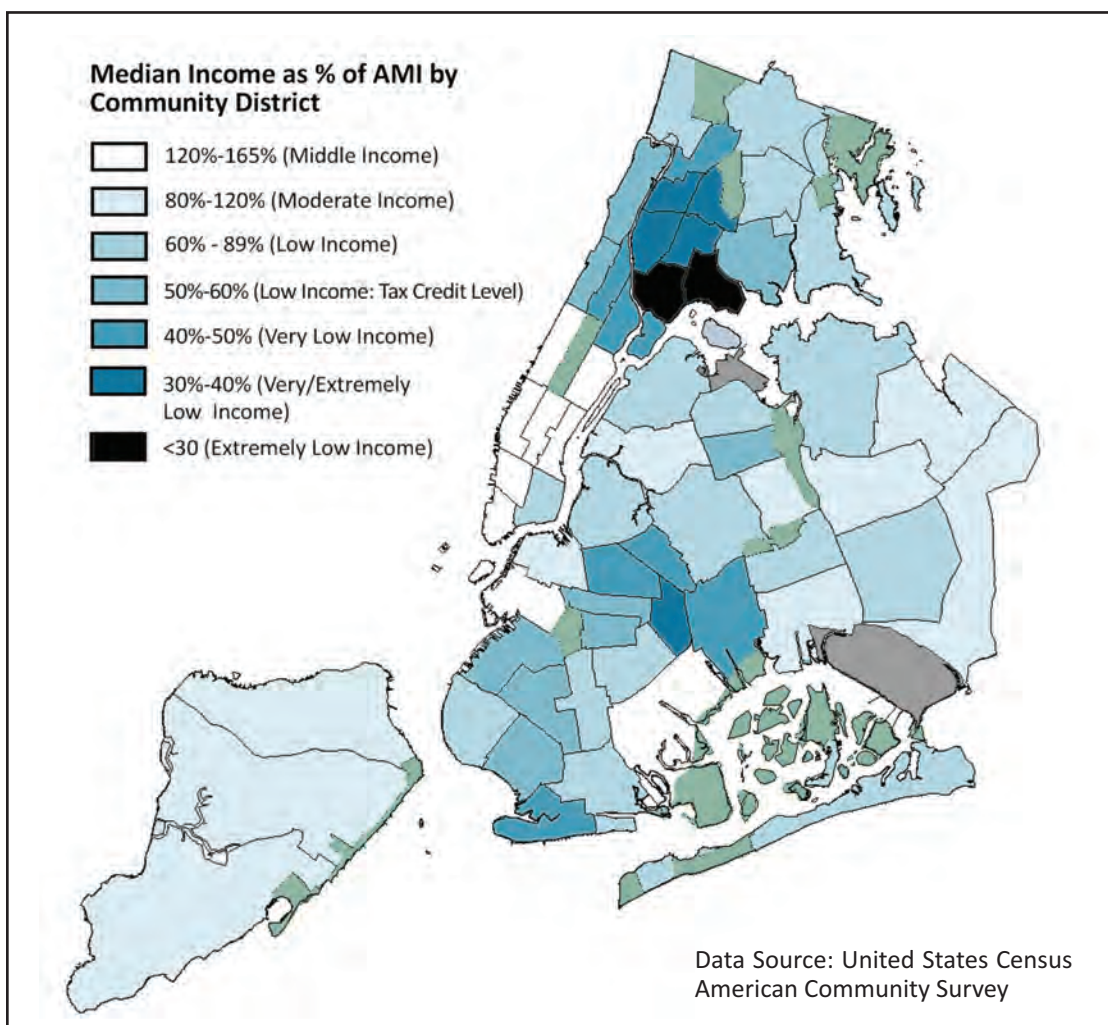 Median Income as % of AMI by
Community District
120%-165% (Middle Income)
80%-120% (Moderate Income)
60% - 89% (Low Income)
50%-60% (Low Income: Tax Credit Level)
40%-50% (Very Low Income)
30%-40% (Very/Extremely
Low Income)
<30 (Extremely Low Income)
Data Source: United States Census
American Community Survey